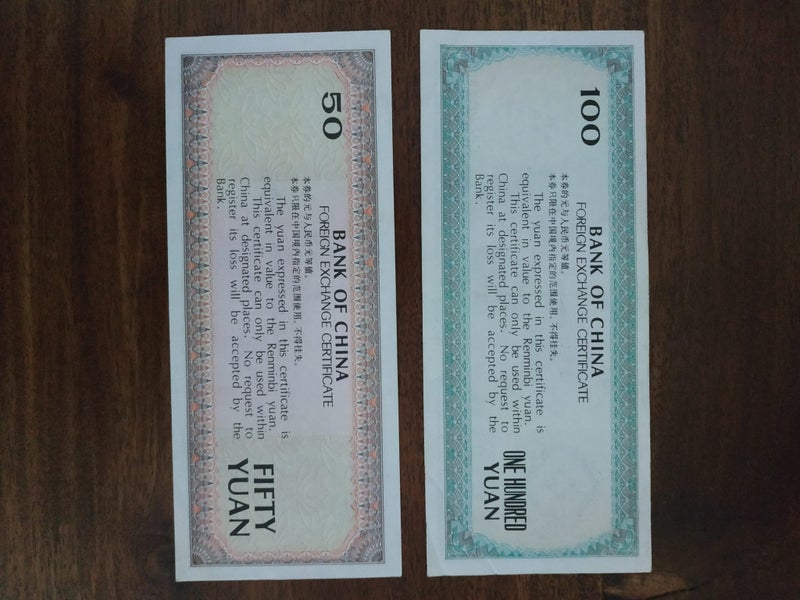 50
BANK OF CHINA
FOREIGN EXCHANGE CERTIFICATE
本券的元与人民币元等值。
本券只限在中国境内指定的范围使用,不得挂失。
The yuan expressed in this certificate is
equivalent in value to the Renminbi yuan.
This certificate can only be used within
China at designated places. No request to
register its loss will be accepted by the
Bank.
FIFTY
YUAN
100
BANK OF CHINA
FOREIGN EXCHANGE CERTIFICATE
本券的元与人民币元等值。
本券只限在中国境内指定的范围使用,不得挂失。
The yuan expressed in this certificate is
equivalent in value to the Renminbi yuan.
This certificate can only be used within
China at designated places. No request to
register its loss will be accepted by the
Bank.
ONE HUNDRED
YUAN